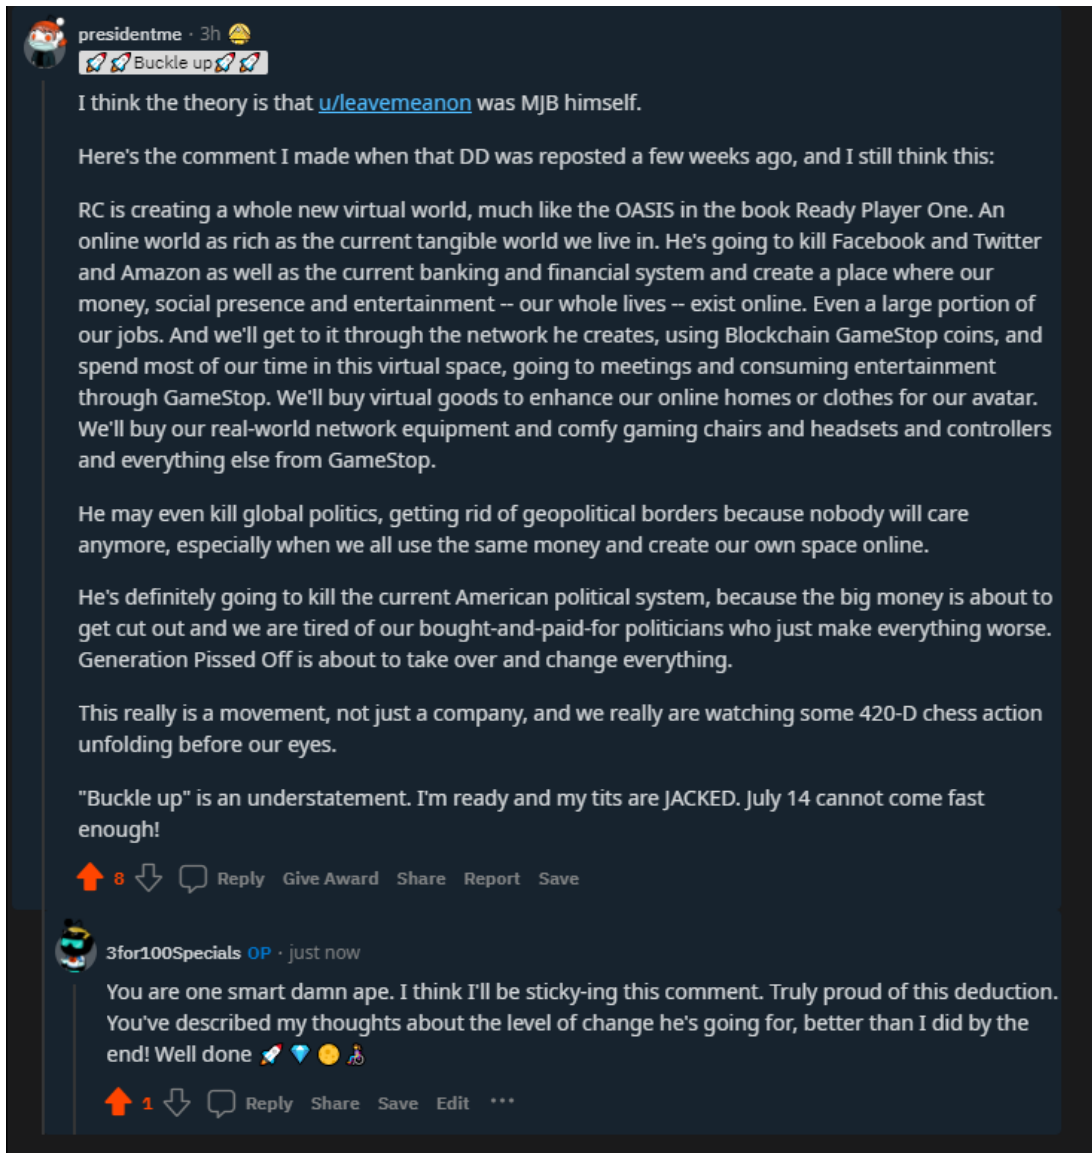 presidentme · 3h
🚀🚀Buckle up🚀🚀
I think the theory is that u/leavemeanon was MJB himself.
Here's the comment I made when that DD was reposted a few weeks ago, and I still think this:
RC is creating a whole new virtual world, much like the OASIS in the book Ready Player One. An
online world as rich as the current tangible world we live in. He's going to kill Facebook and Twitter
and Amazon as well as the current banking and financial system and create a place where our
money, social presence and entertainment -- our whole lives -- exist online. Even a large portion of
our jobs. And we'll get to it through the network he creates, using Blockchain GameStop coins, and
spend most of our time in this virtual space, going to meetings and consuming entertainment
through GameStop. We'll buy virtual goods to enhance our online homes or clothes for our avatar.
We'll buy our real-world network equipment and comfy gaming chairs and headsets and controllers
and everything else from GameStop.
He may even kill global politics, getting rid of geopolitical borders because nobody will care
anymore, especially when we all use the same money and create our own space online.
He's definitely going to kill the current American political system, because the big money is about to
get cut out and we are tired of our bought-and-paid-for politicians who just make everything worse.
Generation Pissed Off is about to take over and change everything.
This really is a movement, not just a company, and we really are watching some 420-D chess action
unfolding before our eyes.
"Buckle up" is an understatement. I'm ready and my tits are JACKED. July 14 cannot come fast
enough!
8 Reply Give Award Share Report Save
3for100Specials OP · just now
You are one smart damn ape. I think I'll be sticky-ing this comment. Truly proud of this deduction.
You've described my thoughts about the level of change he's going for, better than I did by the
end! Well done 🚀 💎 🌕 👩‍🦽
1 Reply Share Save Edit ···